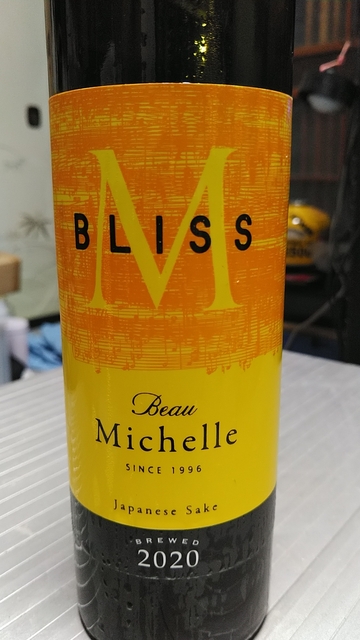 M
BLISS
Beau
Michelle
SINCE 1996
Japanese Sake
BREWED
2020